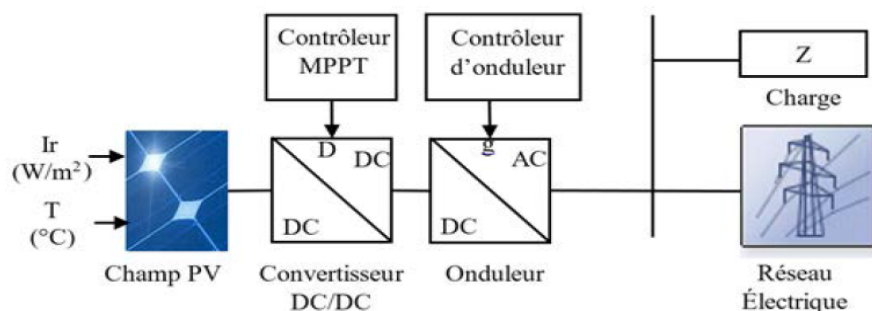 Contrôleur
MPPT
Contrôleur
d'onduleur
Z
Charge
Ir
(W/m²)
T
(°C)
D
DC
DC
g
AC
DC
Champ PV
Convertisseur
DC/DC
Onduleur
Réseau
Électrique